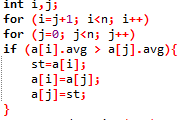 int i,j;
for (i=j+1; i<n; i++)
for (j=0; j<n; j++)
if (a[i].avg > a[j].avg){
st=a[i];
a[i]=a[j];
a[j]=st;
}